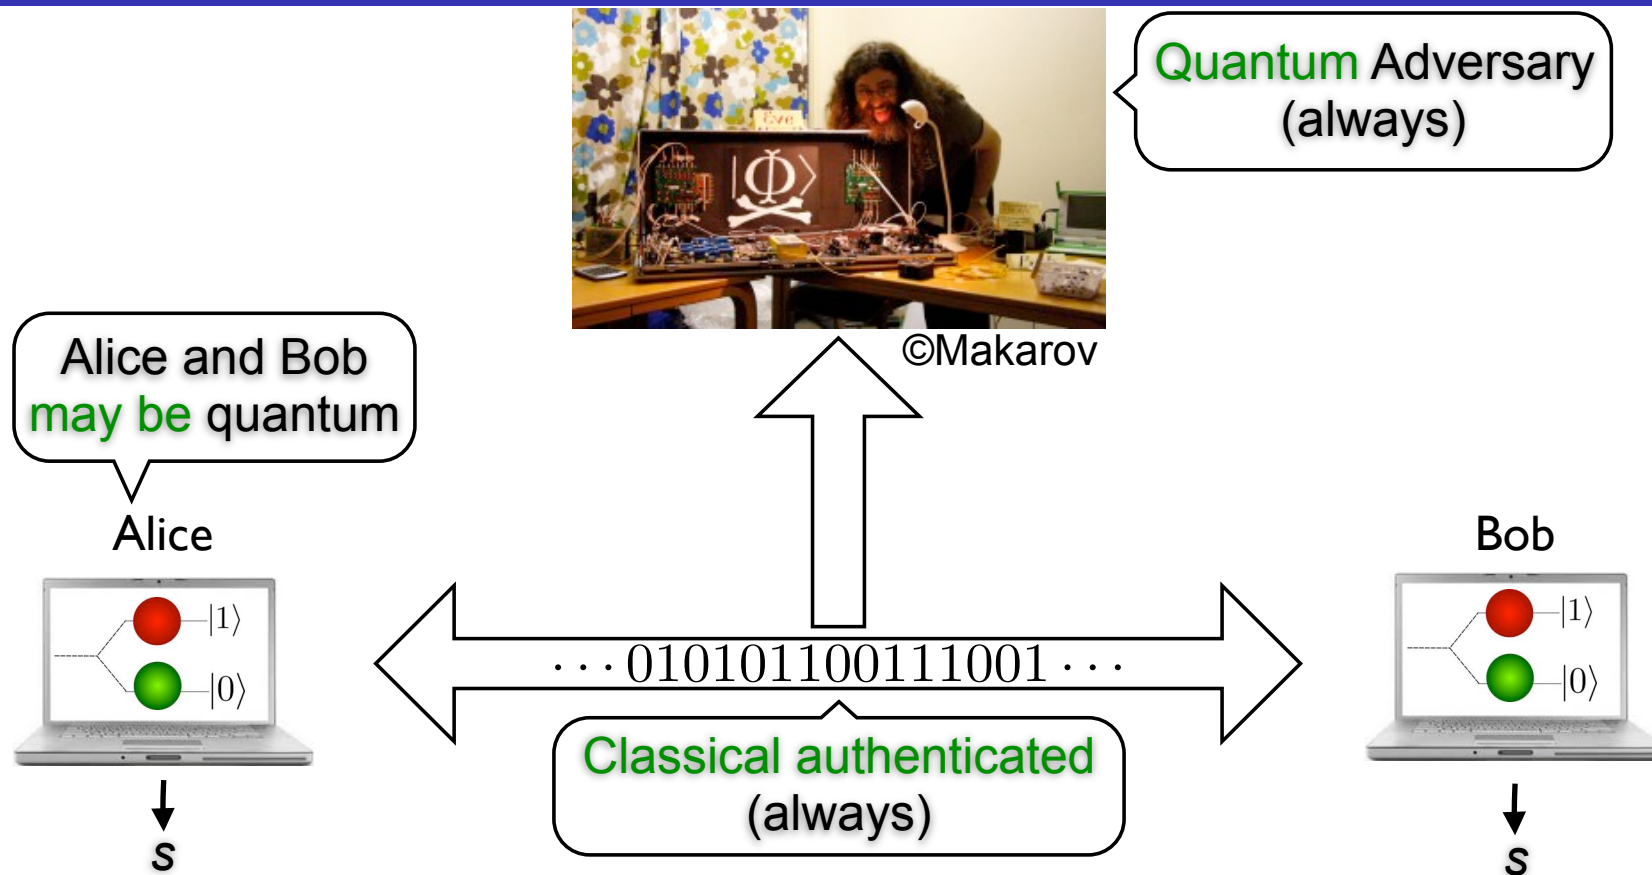 Quantum Adversary
(always)
Eve
|Φ⟩
©Makarov
Alice and Bob
may be quantum
Alice
|1⟩
|0⟩
Bob
|1⟩
|0⟩
··· 010101100111001 ···
Classical authenticated
(always)
s
s